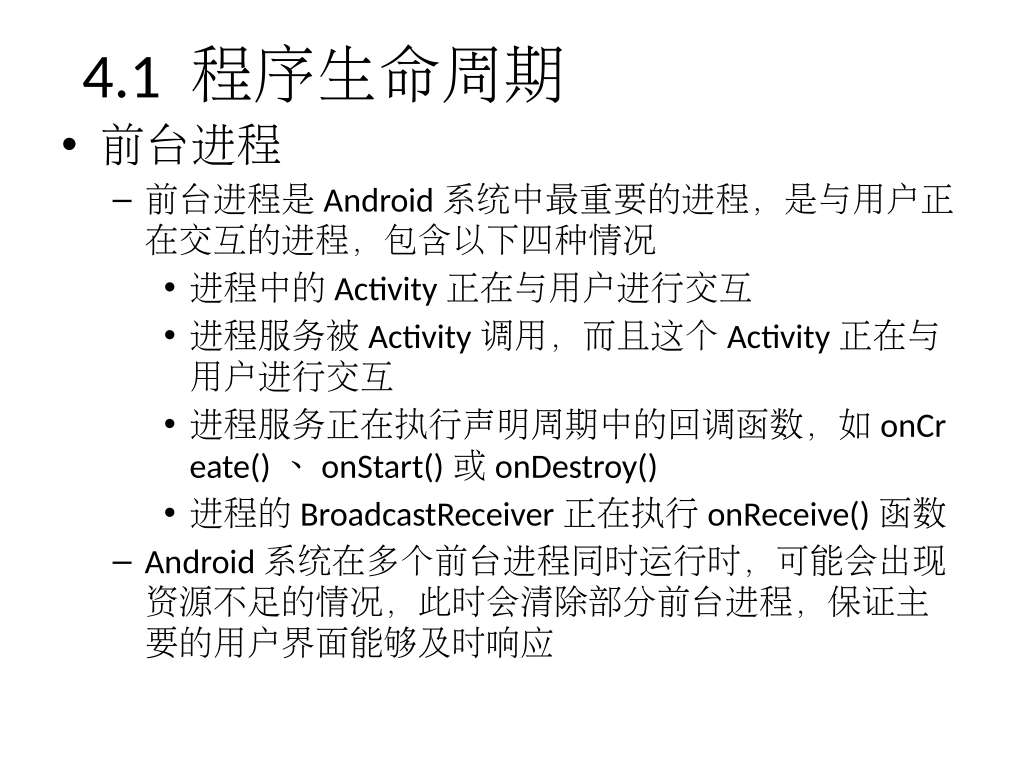 4.1 程序生命周期
• 前台进程
– 前台进程是 Android 系统中最重要的进程，是与用户正
在交互的进程，包含以下四种情况
• 进程中的 Activity 正在与用户进行交互
• 进程服务被 Activity 调用，而且这个 Activity 正在与
用户进行交互
• 进程服务正在执行声明周期中的回调函数，如 onCr
eate() 、 onStart() 或 onDestroy()
• 进程的 BroadcastReceiver 正在执行 onReceive() 函数
– Android 系统在多个前台进程同时运行时，可能会出现
资源不足的情况，此时会清除部分前台进程，保证主
要的用户界面能够及时响应